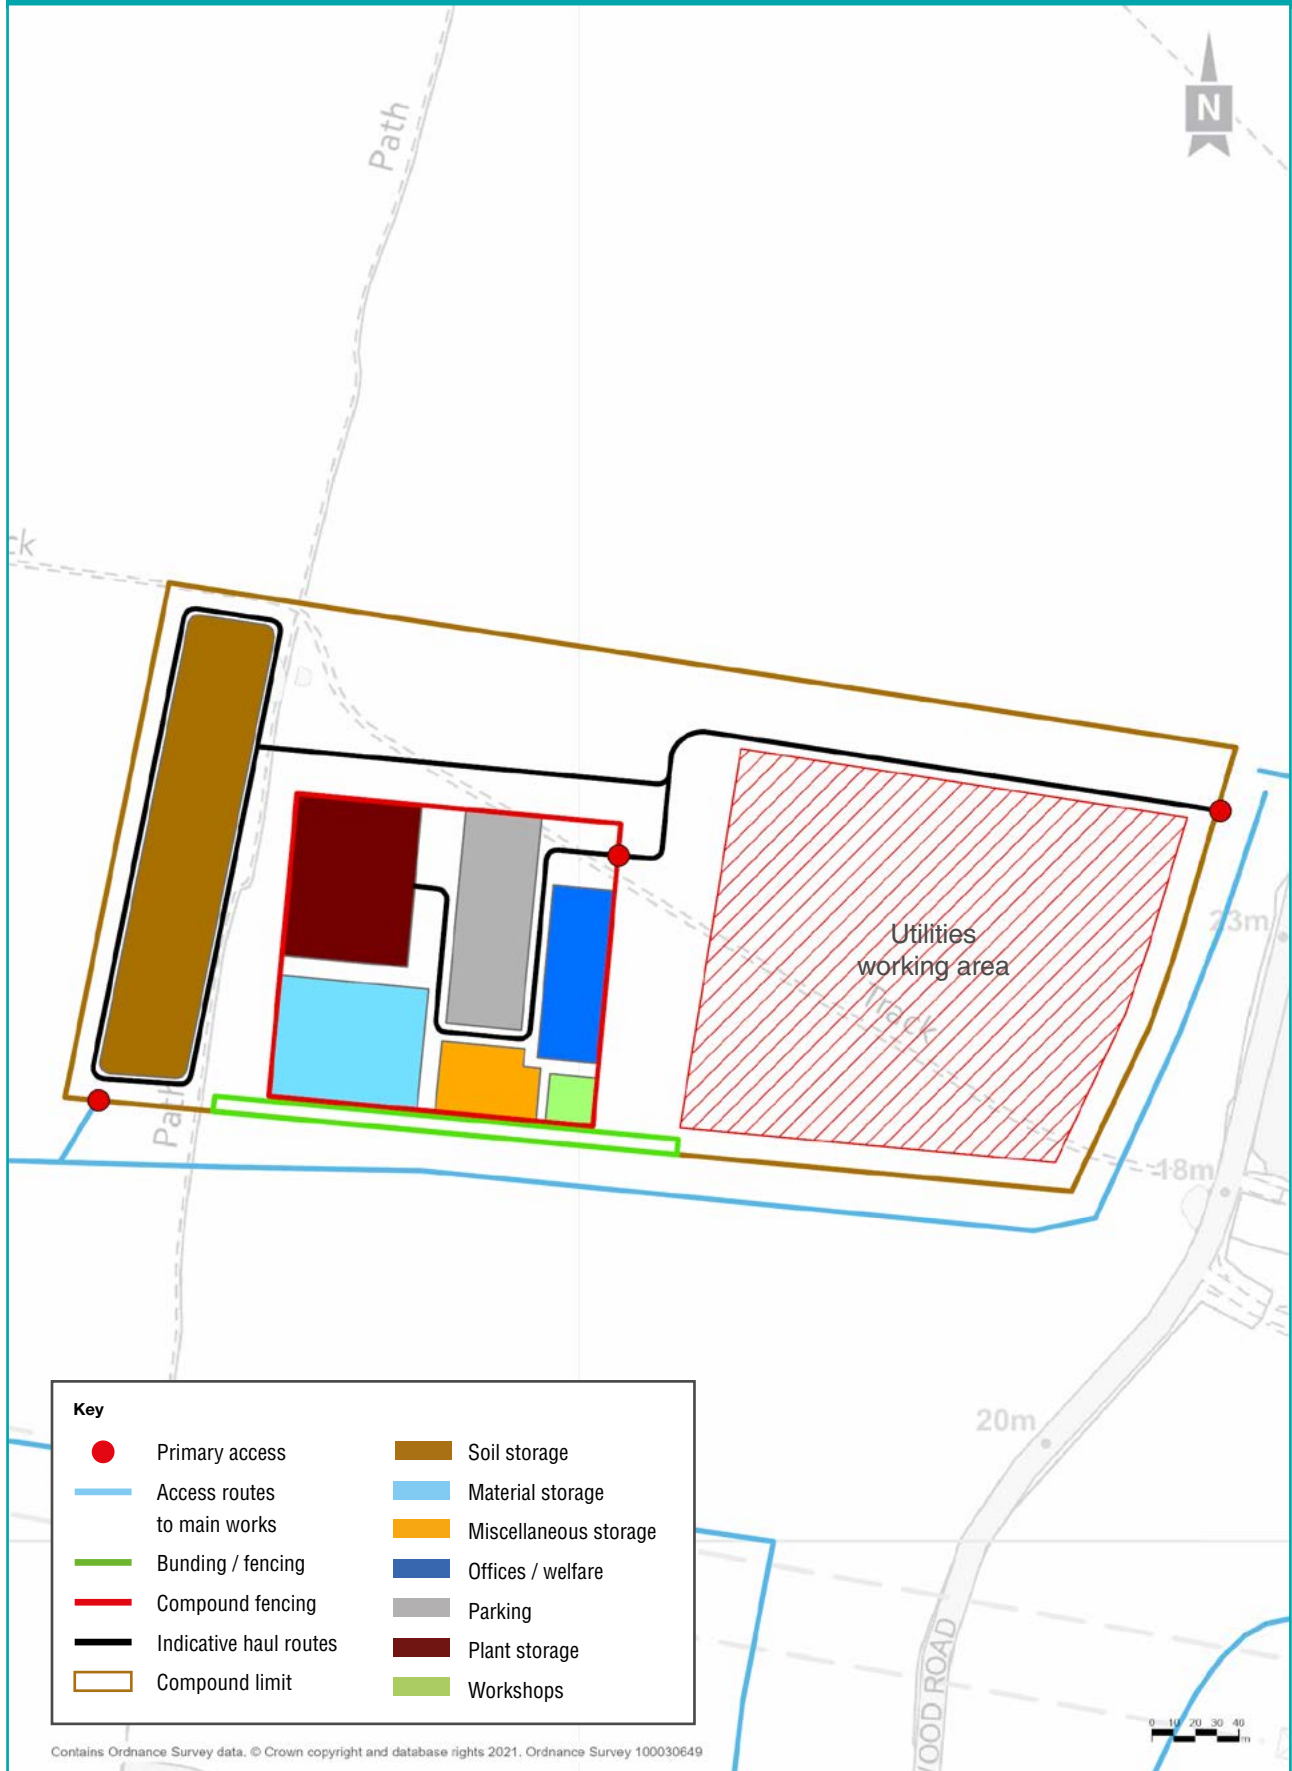 N
Path
ck
Utilities
working area
Track
23m
Path
18m
20m
WOOD ROAD
Key
Primary access
Access routes
to main works
Bunding / fencing
Compound fencing
Indicative haul routes
Compound limit
Soil storage
Material storage
Miscellaneous storage
Offices / welfare
Parking
Plant storage
Workshops
0 10 20 30 40
m
Contains Ordnance Survey data. © Crown copyright and database rights 2021. Ordnance Survey 100030649